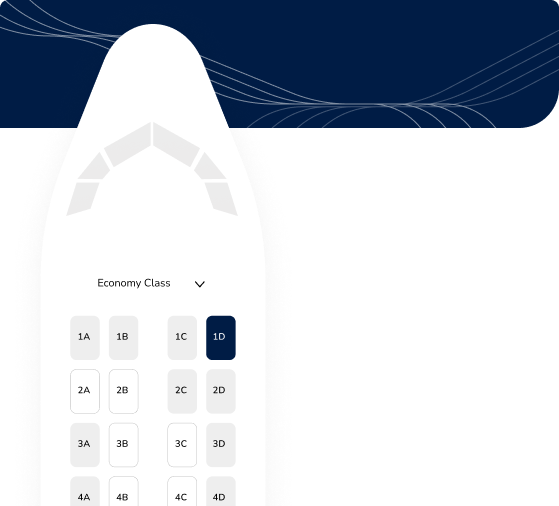 Economy Class
1A 1B 1C 1D
2A 2B 2C 2D
3A 3B 3C 3D
4A 4B 4C 4D